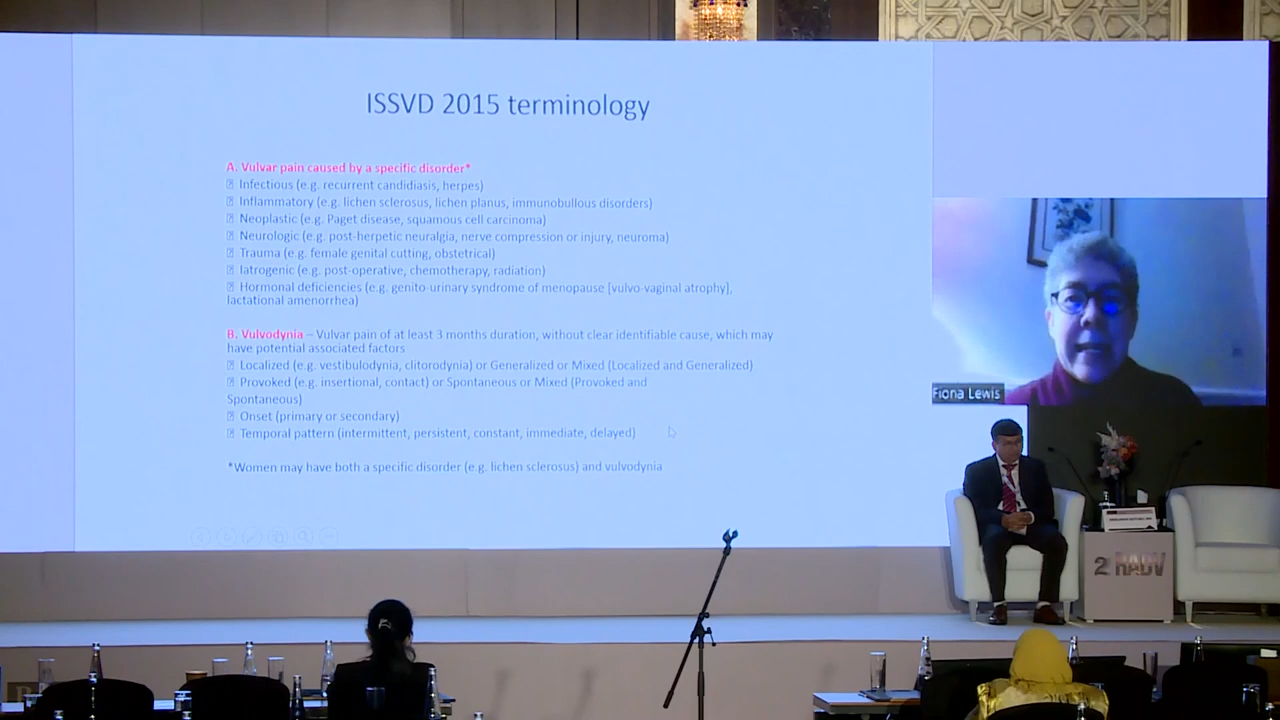 ISSVD 2015 terminology
A. Vulvar pain caused by a specific disorder*
Infectious (e.g. recurrent candidiasis, herpes)
Inflammatory (e.g. lichen sclerosus, lichen planus, immunobullous disorders)
Neoplastic (e.g. Paget disease, squamous cell carcinoma)
Neurologic (e.g. post-herpetic neuralgia, nerve compression or injury, neuroma)
Trauma (e.g. female genital cutting, obstetrical)
Iatrogenic (e.g. post-operative, chemotherapy, radiation)
Hormonal deficiencies (e.g. genito-urinary syndrome of menopause [vulvo-vaginal atrophy],
lactational amenorrhea)
B. Vulvodynia – Vulvar pain of at least 3 months duration, without clear identifiable cause, which may
have potential associated factors
Localized (e.g. vestibulodynia, clitorodynia) or Generalized or Mixed (Localized and Generalized)
Provoked (e.g. insertional, contact) or Spontaneous or Mixed (Provoked and
Spontaneous)
Onset (primary or secondary)
Temporal pattern (intermittent, persistent, constant, immediate, delayed)
*Women may have both a specific disorder (e.g. lichen sclerosus) and vulvodynia
Fiona Lewis
RADV